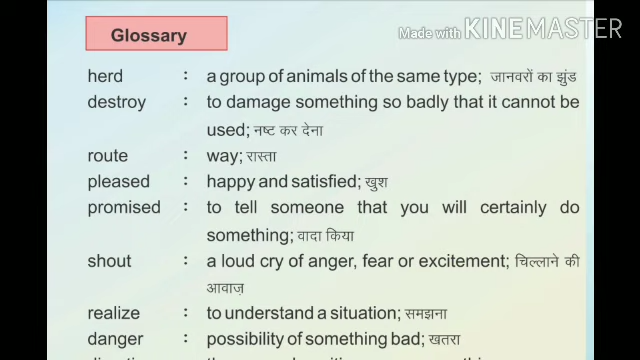 Made with KINEMASTER
Glossary
herd : a group of animals of the same type; जानवरों का झुंड
destroy : to damage something so badly that it cannot be
used; नष्ट कर देना
route : way; रास्ता
pleased : happy and satisfied; खुश
promised : to tell someone that you will certainly do
something; वादा किया
shout : a loud cry of anger, fear or excitement; चिल्लाने की
आवाज़
realize : to understand a situation; समझना
danger : possibility of something bad; खतरा